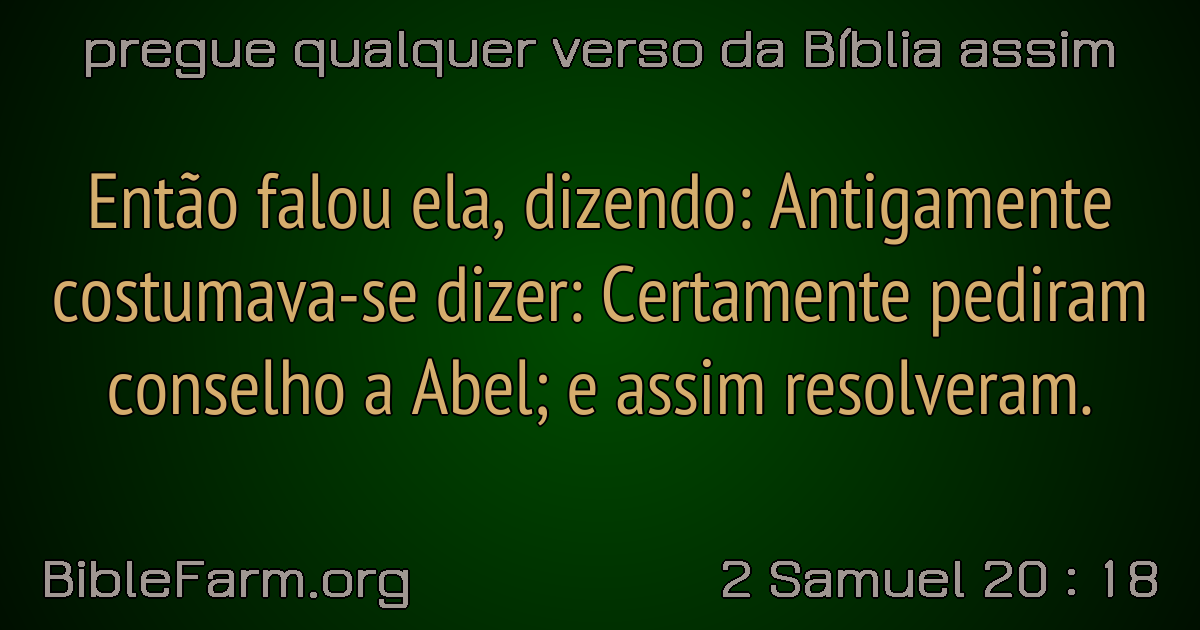 pregue qualquer verso da Bíblia assim
Então falou ela, dizendo: Antigamente
costumava-se dizer: Certamente pediram
conselho a Abel; e assim resolveram.
BibleFarm.org
2 Samuel 20 : 18